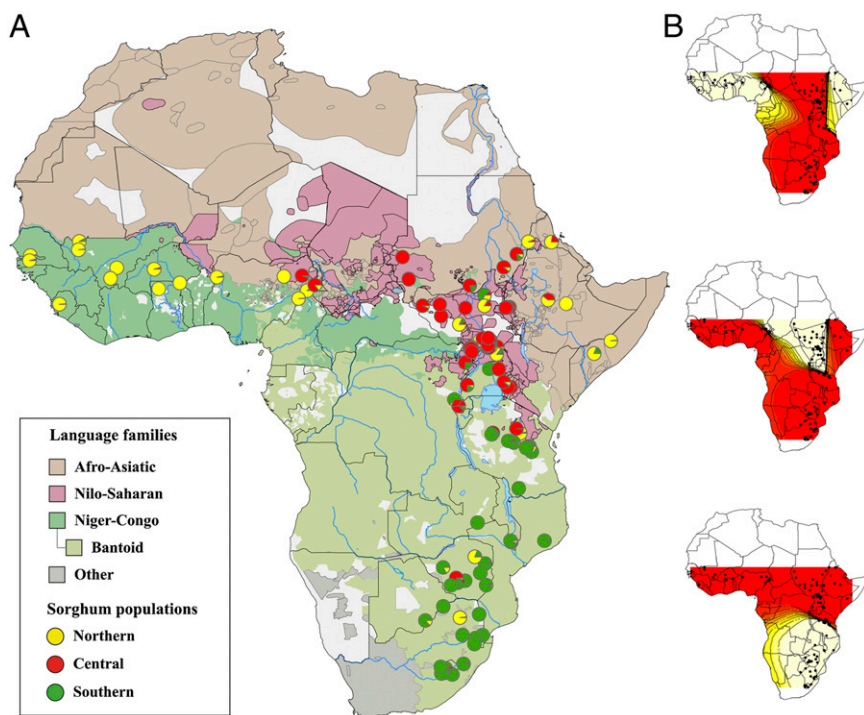 A
B
Language families
Afro-Asiatic
Nilo-Saharan
Niger-Congo
Bantoid
Other
Sorghum populations
Northern
Central
Southern